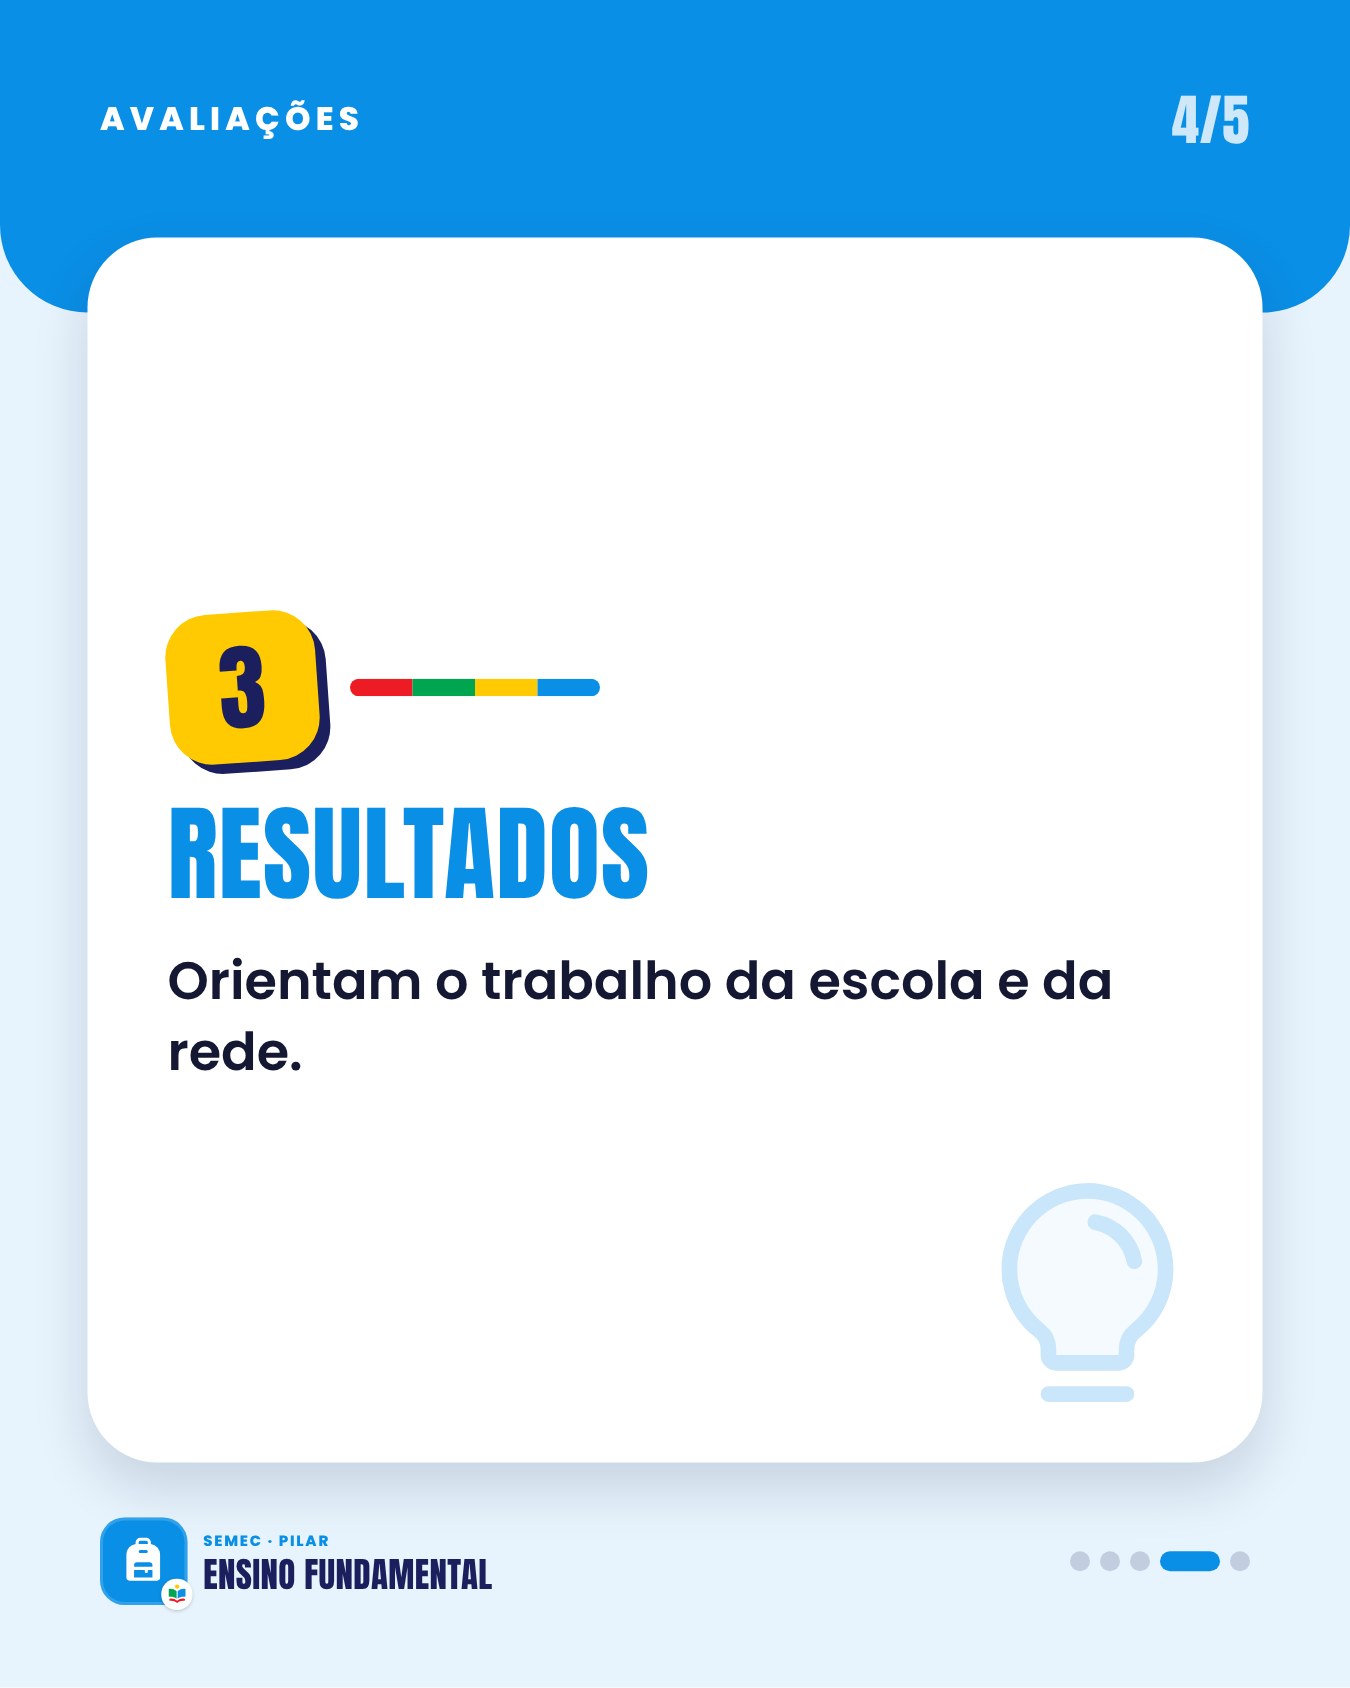 AVALIAÇÕES
4/5
3
RESULTADOS
Orientam o trabalho da escola e da
rede.
SEMEC · PILAR
ENSINO FUNDAMENTAL